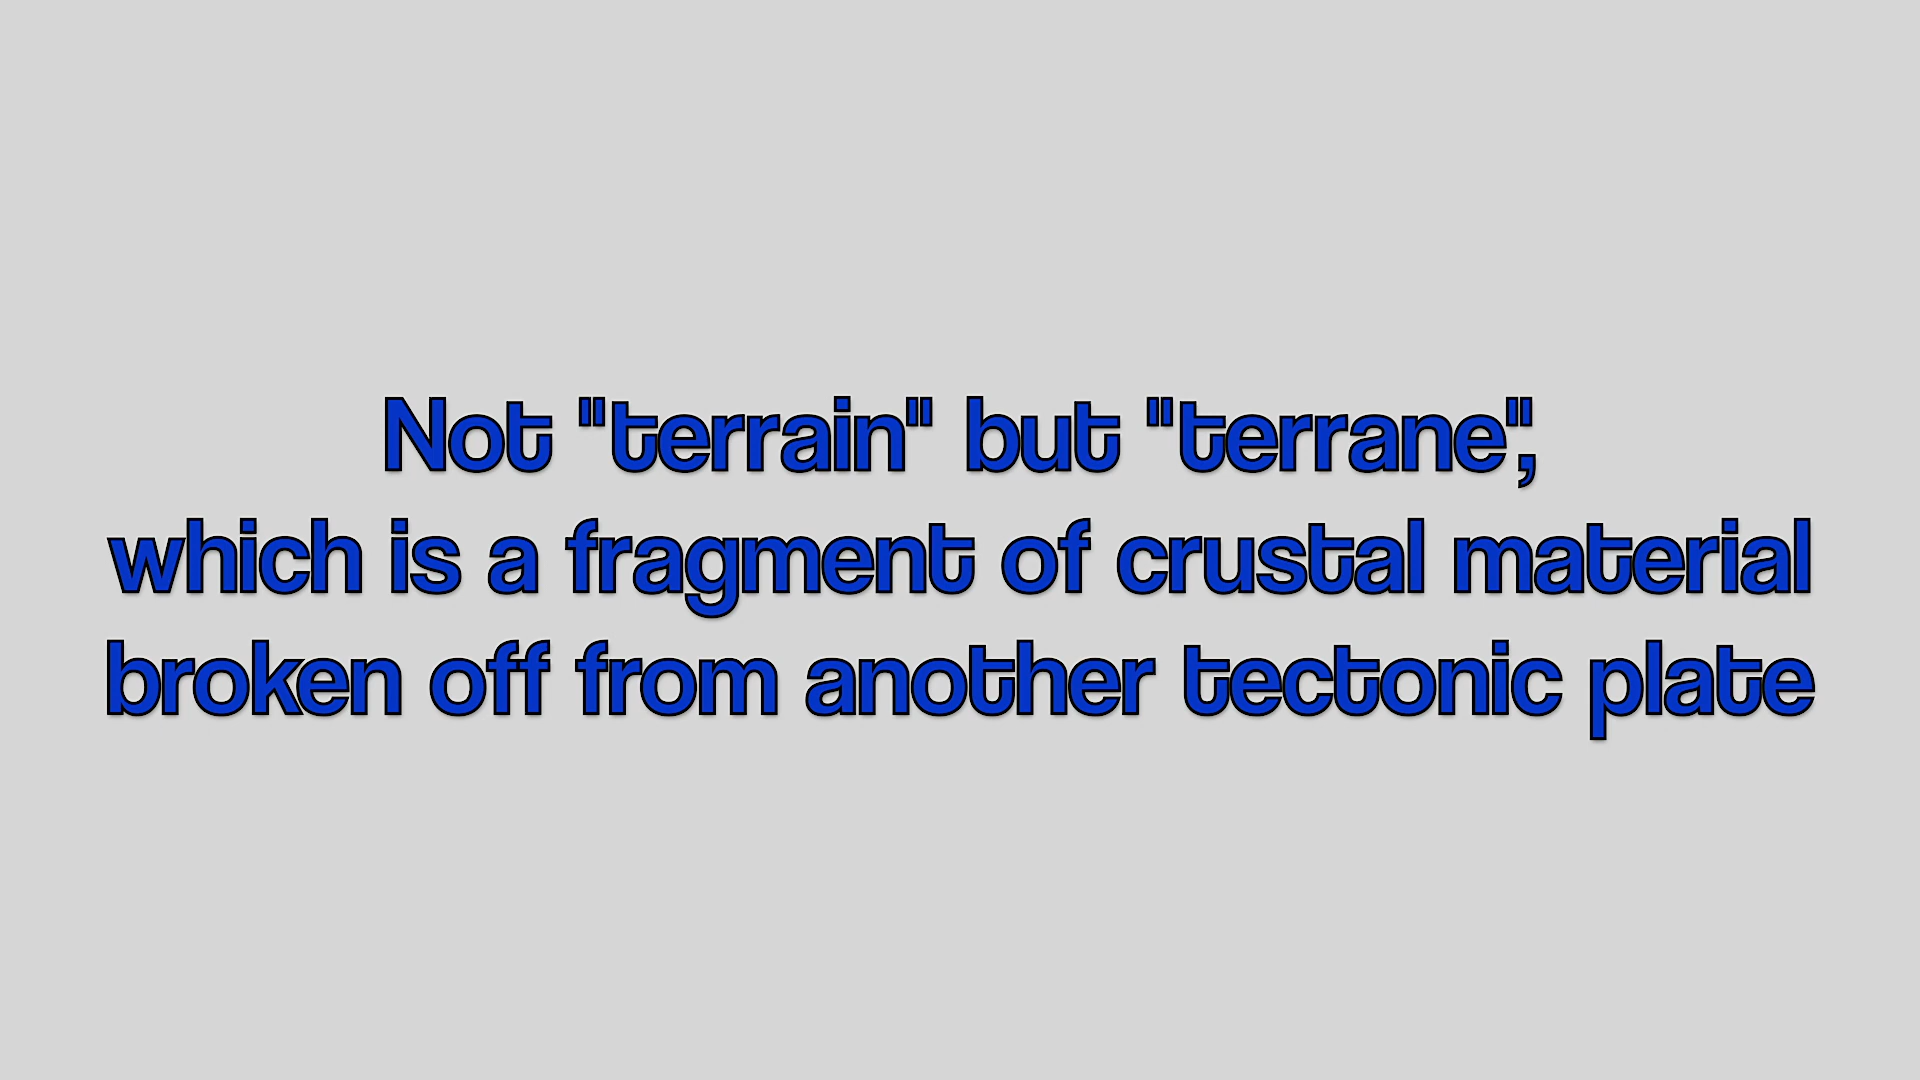 Not "terrain" but "terrane",
which is a fragment of crustal material
broken off from another tectonic plate